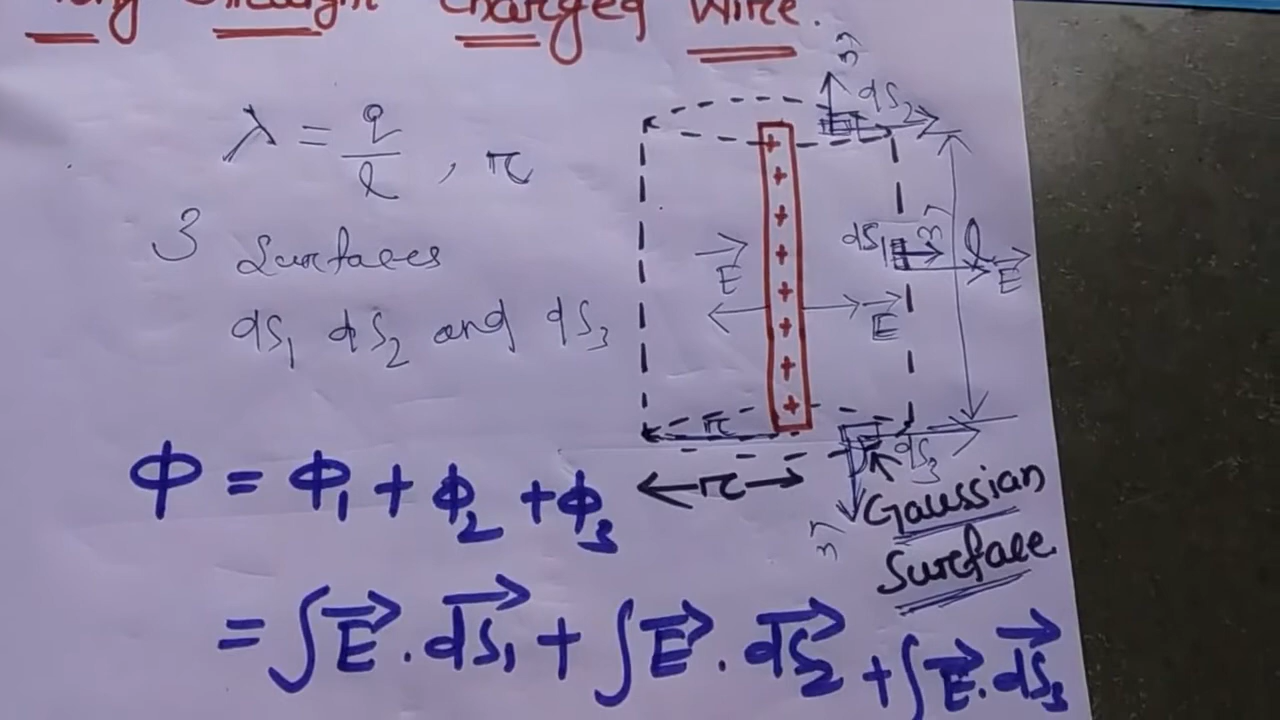 Straight Charged Wire.
λ = q/l , r
3 Surfaces
dS₁ dS₂ and dS₃
n̂
dS₂
dS₁ n̂
l
E⃗
E⃗
E⃗
+ + + + + + + +
r
dS₃
n̂
r
Gaussian
Surface
Φ = Φ₁ + Φ₂ + Φ₃
= ∫E⃗ . dS⃗₁ + ∫E⃗ . dS⃗₂ + ∫E⃗ . dS⃗₃